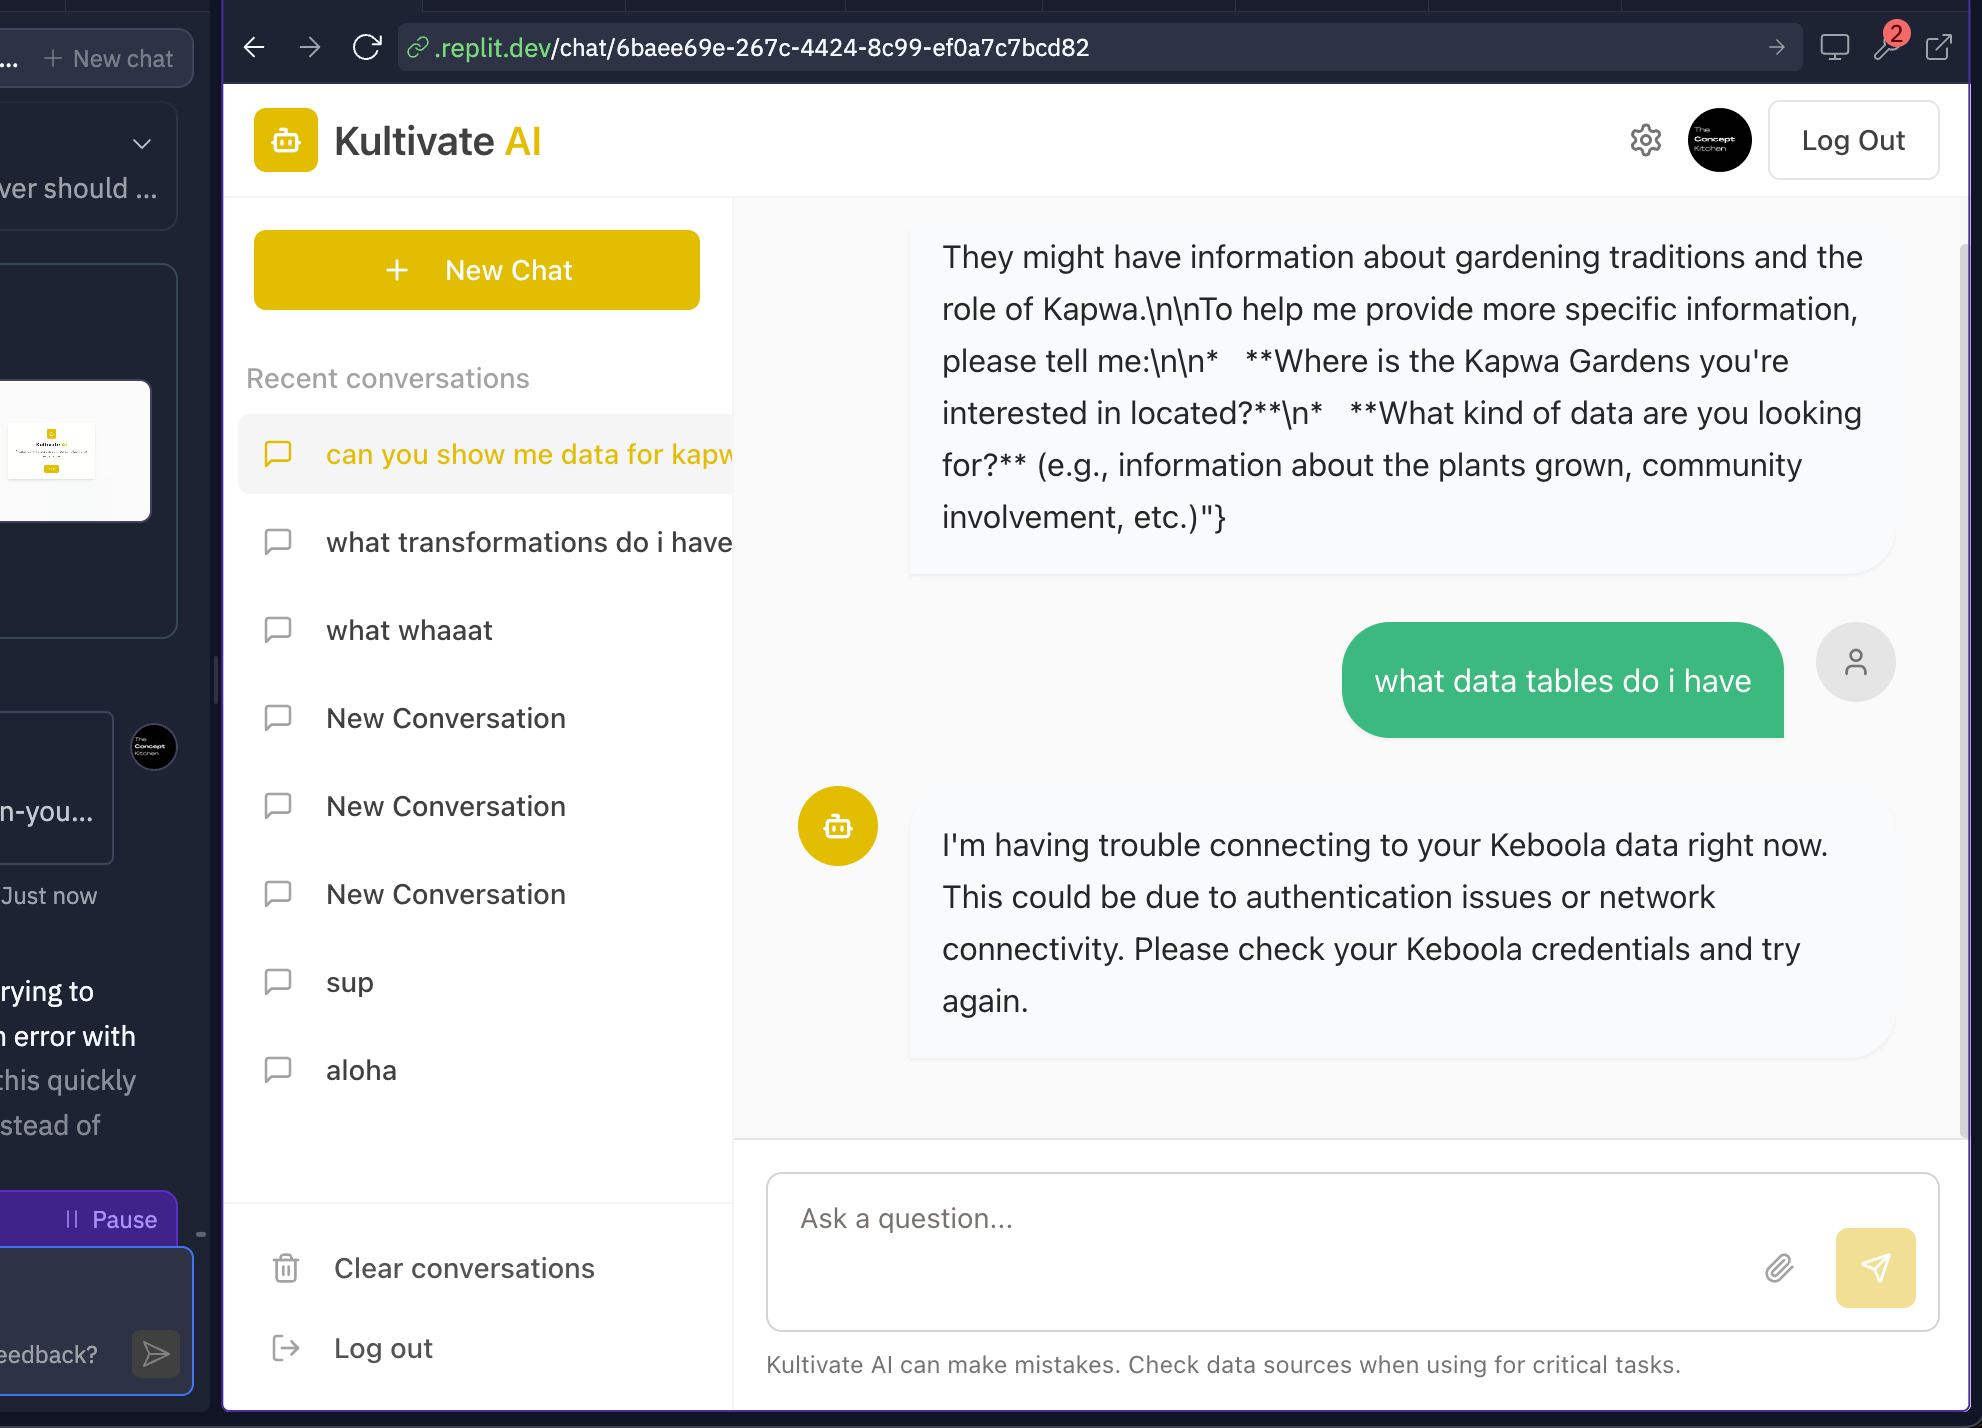 ... + New chat
.replit.dev/chat/6baee69e-267c-4424-8c99-ef0a7c7bcd82
2
ver should ...
n-you...
Just now
rying to
n error with
this quickly
stead of
Pause
eedback?
The
Concept
Kitchen
Kultivate AI
The
Concept
Kitchen
Log Out
+ New Chat
Recent conversations
can you show me data for kapw
what transformations do i have
what whaaat
New Conversation
New Conversation
New Conversation
sup
aloha
Clear conversations
Log out
They might have information about gardening traditions and the
role of Kapwa.\n\nTo help me provide more specific information,
please tell me:\n\n*   **Where is the Kapwa Gardens you're
interested in located?**\n*   **What kind of data are you looking
for?** (e.g., information about the plants grown, community
involvement, etc.)"}
what data tables do i have
I'm having trouble connecting to your Keboola data right now.
This could be due to authentication issues or network
connectivity. Please check your Keboola credentials and try
again.
Ask a question...
Kultivate AI can make mistakes. Check data sources when using for critical tasks.